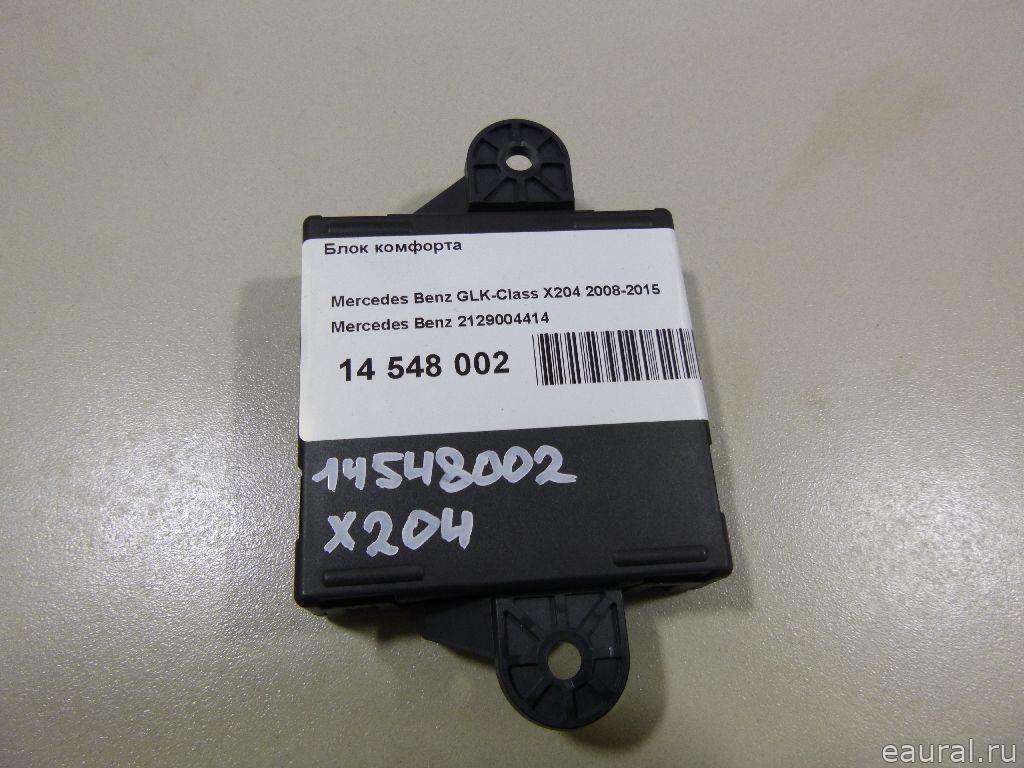 Блок комфорта
Mercedes Benz GLK-Class X204 2008-2015
Mercedes Benz 2129004414
14 548 002
14548002
X204
eaural.ru